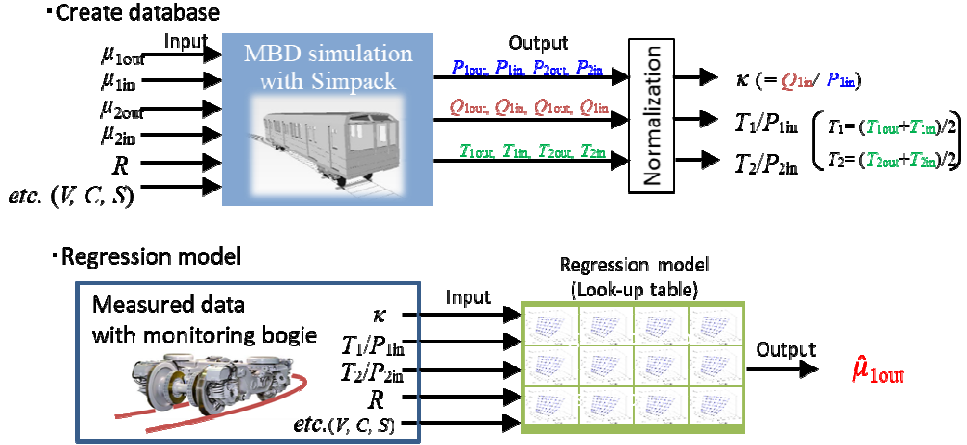 ・Create database
Input
μ1out
μ1in
μ2out
μ2in
R
etc. (V, C, S)
MBD simulation
with Simpack
Output
P1out, P1in, P2out, P2in
Q1out, Q1in, Q1out, Q1in
T1out, T1in, T2out, T2in
Normalization
κ (= Q1in/ P1in)
T1/P1in
T2/P2in
T1= (T1out+T1in)/2
T2= (T2out+T2in)/2
・Regression model
Measured data
with monitoring bogie
κ
T1/P1in
T2/P2in
R
etc.(V, C, S)
Input
Regression model
(Look-up table)
Output
μ̂1out